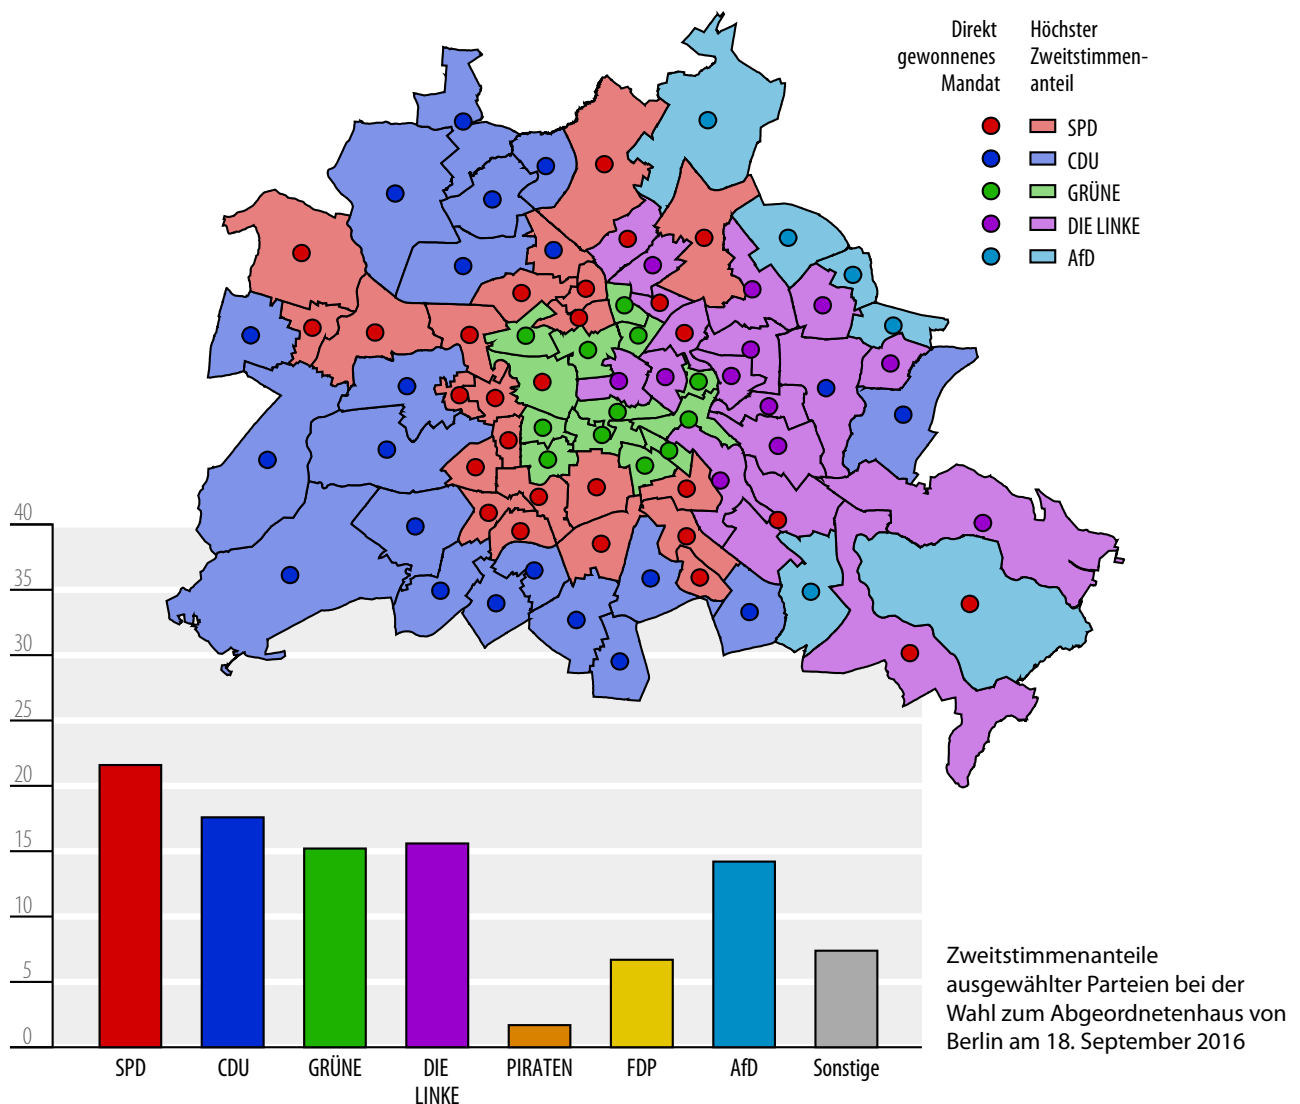 Direkt
gewonnenes
Mandat
Höchster
Zweitstimmen-
anteil
SPD
CDU
GRÜNE
DIE LINKE
AfD
40
35
30
25
20
15
10
5
0
SPD
CDU
GRÜNE
DIE
LINKE
PIRATEN
FDP
AfD
Sonstige
Zweitstimmenanteile
ausgewählter Parteien bei der
Wahl zum Abgeordnetenhaus von
Berlin am 18. September 2016